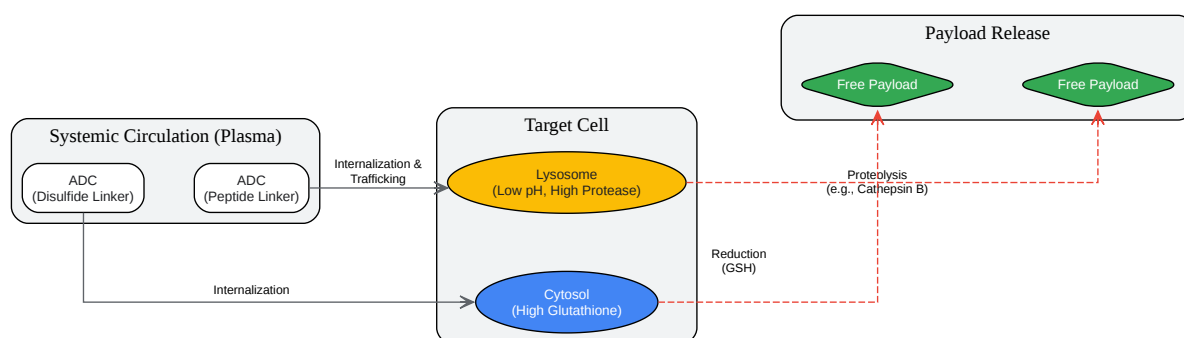 Payload Release
Free Payload
Free Payload
Systemic Circulation (Plasma)
ADC
(Disulfide Linker)
ADC
(Peptide Linker)
Internalization &
Trafficking
Target Cell
Lysosome
(Low pH, High Protease)
Proteolysis
(e.g., Cathepsin B)
Reduction
(GSH)
Internalization
Cytosol
(High Glutathione)